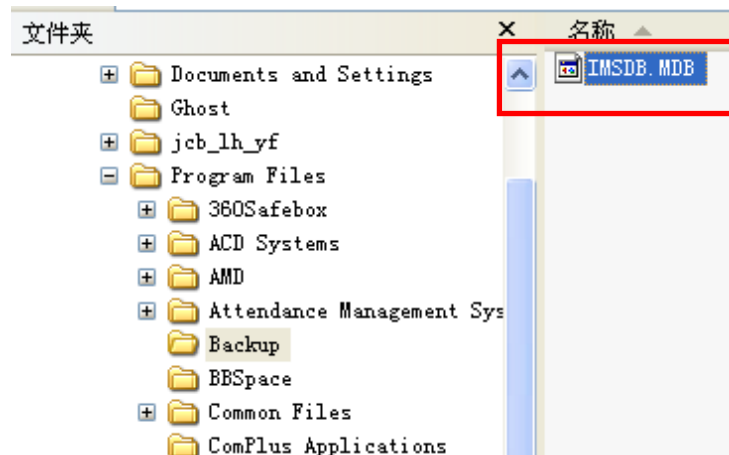 文件夹
名称
IMSDB.MDB
Documents and Settings
Ghost
jcb_lh_yf
Program Files
360Safebox
ACD Systems
AMD
Attendance Management Sys
Backup
BBSpace
Common Files
ComPlus Applications